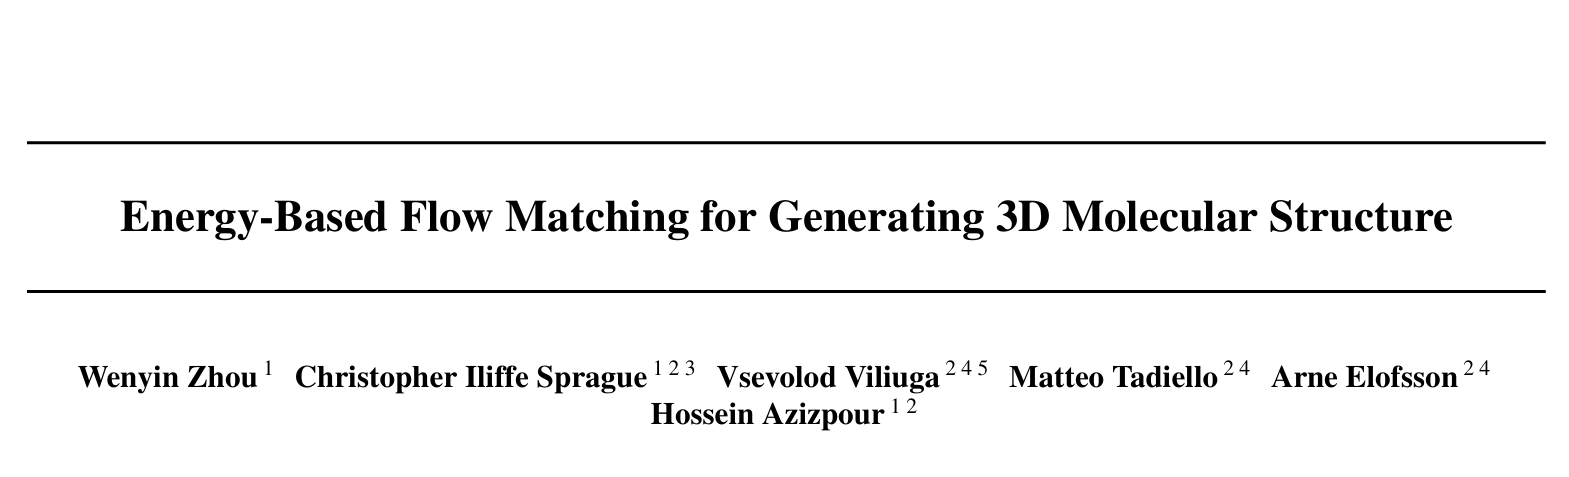 Energy-Based Flow Matching for Generating 3D Molecular Structure
Wenyin Zhou 1 Christopher Iliffe Sprague 1 2 3 Vsevolod Viliuga 2 4 5 Matteo Tadiello 2 4 Arne Elofsson 2 4
Hossein Azizpour 1 2